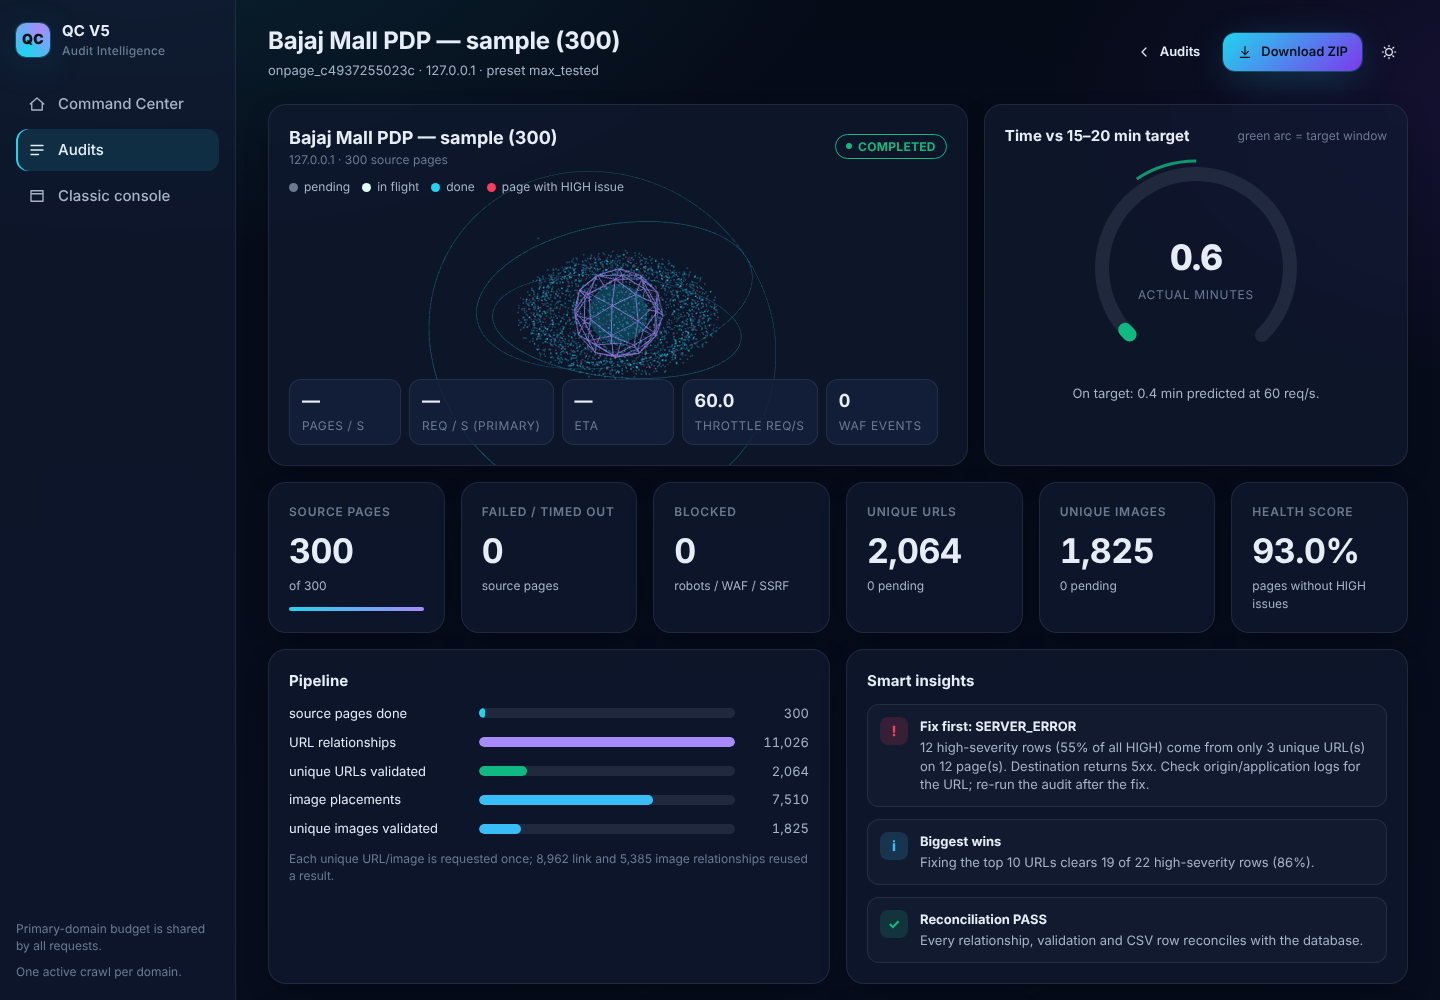 QC
QC V5
Audit Intelligence
Command Center
Audits
Classic console
Primary-domain budget is shared
by all requests.
One active crawl per domain.
Bajaj Mall PDP — sample (300)
onpage_c4937255023c · 127.0.0.1 · preset max_tested
Audits
Download ZIP
Bajaj Mall PDP — sample (300)
127.0.0.1 · 300 source pages
COMPLETED
pending in flight done page with HIGH issue
—
PAGES / S
—
REQ / S (PRIMARY)
—
ETA
60.0
THROTTLE REQ/S
0
WAF EVENTS
Time vs 15–20 min target
green arc = target window
0.6
ACTUAL MINUTES
On target: 0.4 min predicted at 60 req/s.
SOURCE PAGES
300
of 300
FAILED / TIMED OUT
0
source pages
BLOCKED
0
robots / WAF / SSRF
UNIQUE URLS
2,064
0 pending
UNIQUE IMAGES
1,825
0 pending
HEALTH SCORE
93.0%
pages without HIGH
issues
Pipeline
source pages done 300
URL relationships 11,026
unique URLs validated 2,064
image placements 7,510
unique images validated 1,825
Each unique URL/image is requested once; 8,962 link and 5,385 image relationships reused
a result.
Smart insights
!
Fix first: SERVER_ERROR
12 high-severity rows (55% of all HIGH) come from only 3 unique URL(s)
on 12 page(s). Destination returns 5xx. Check origin/application logs for
the URL; re-run the audit after the fix.
i
Biggest wins
Fixing the top 10 URLs clears 19 of 22 high-severity rows (86%).
Reconciliation PASS
Every relationship, validation and CSV row reconciles with the database.